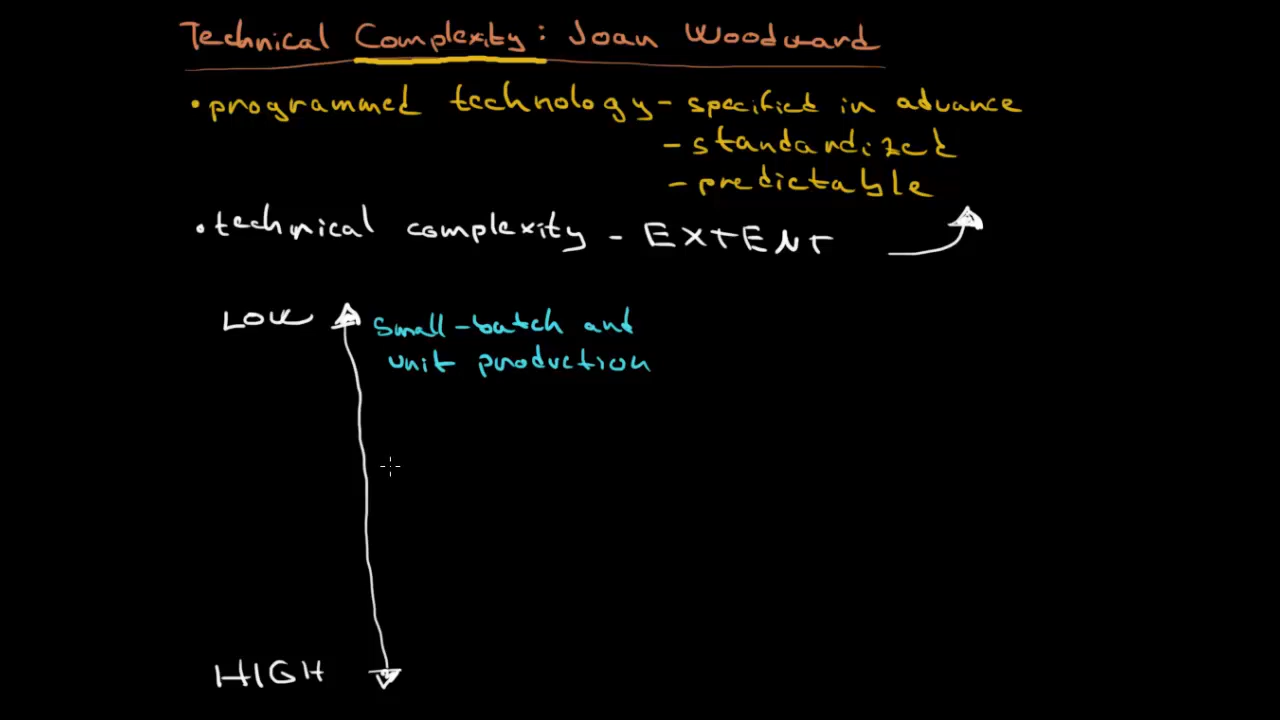 Technical Complexity: Joan Woodward
• programmed technology - specified in advance
- standardized
- predictable
• technical complexity - EXTENT
LOW
Small-batch and
unit production
HIGH